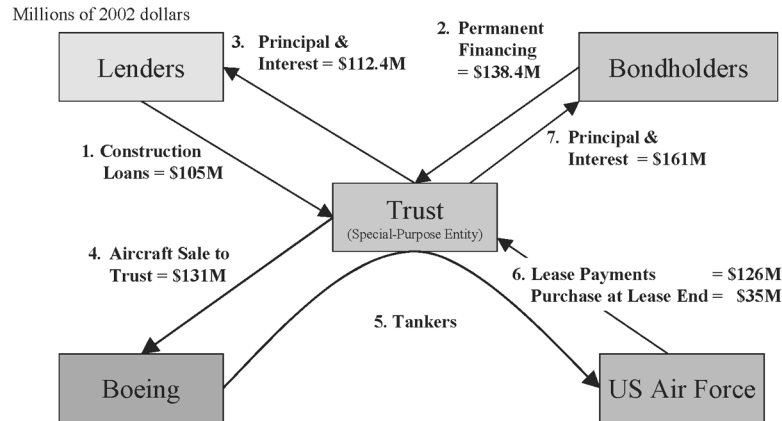 Millions of 2002 dollars
Lenders
3. Principal &
Interest = $112.4M
2. Permanent
Financing
= $138.4M
Bondholders
1. Construction
Loans = $105M
7. Principal &
Interest = $161M
Trust
(Special-Purpose Entity)
4. Aircraft Sale to
Trust = $131M
6. Lease Payments = $126M
Purchase at Lease End = $35M
5. Tankers
Boeing
US Air Force